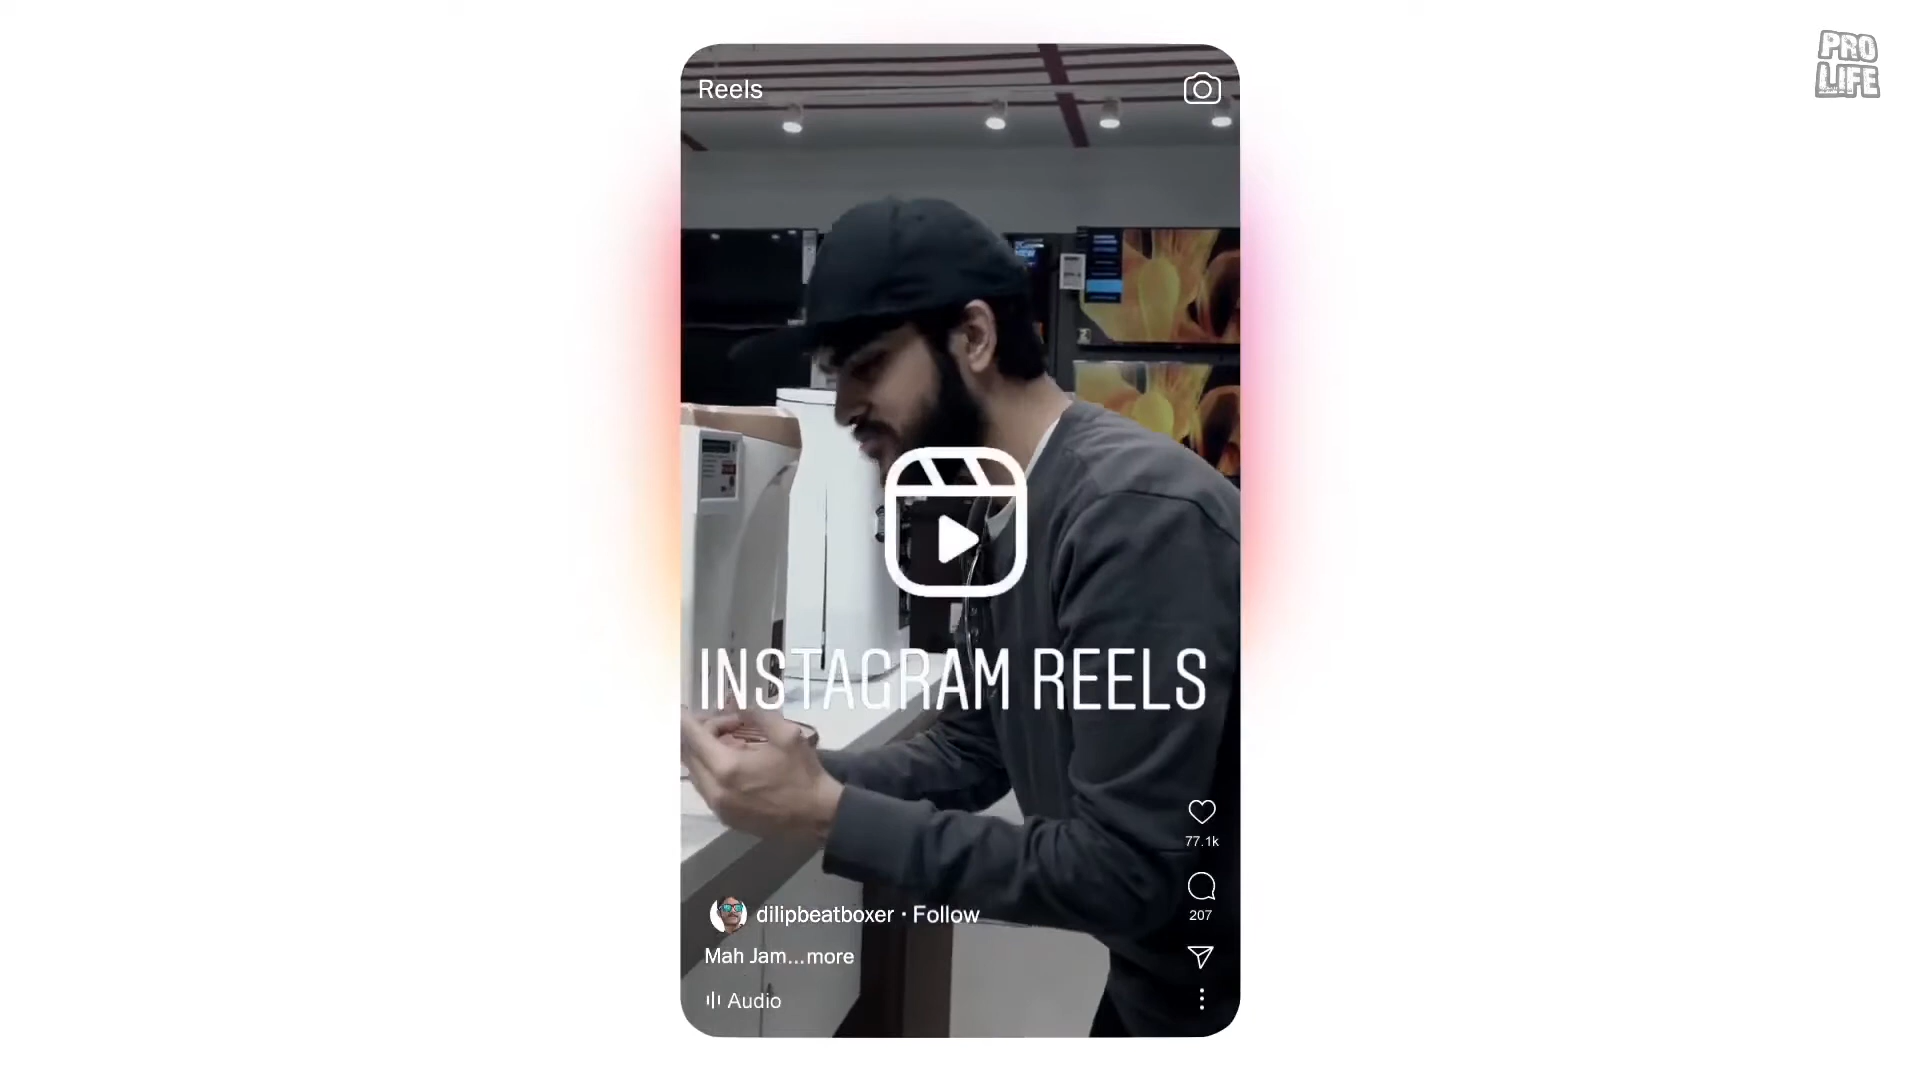 PRO
LIFE
Reels
INSTAGRAM REELS
77.1k
207
dilipbeatboxer · Follow
Mah Jam...more
Audio